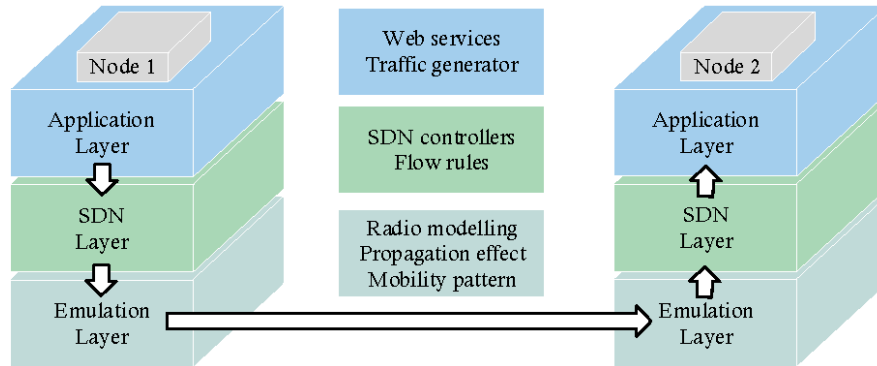 Node 1
Application
Layer
SDN
Layer
Emulation
Layer
Web services
Traffic generator
SDN controllers
Flow rules
Radio modelling
Propagation effect
Mobility pattern
Node 2
Application
Layer
SDN
Layer
Emulation
Layer